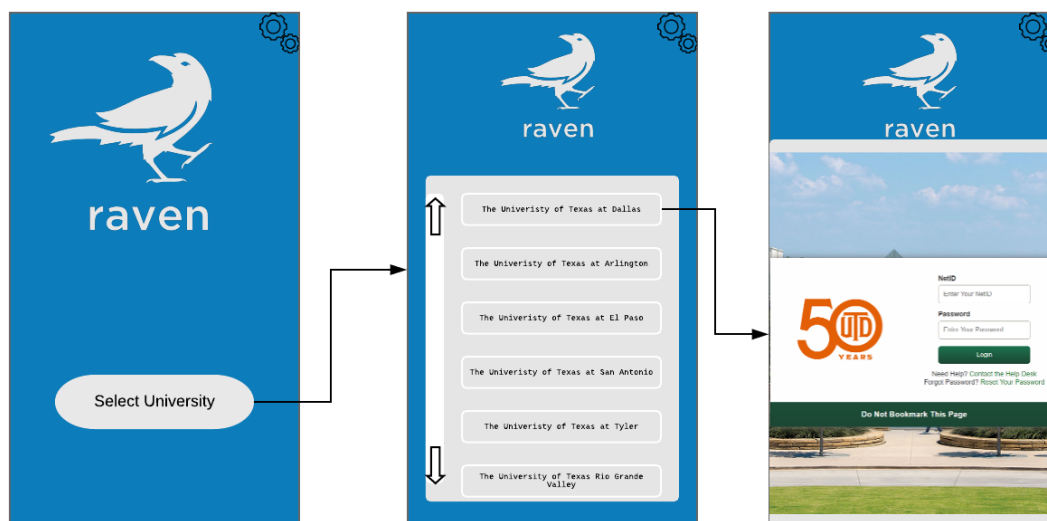 raven
Select University
raven
The Univeristy of Texas at Dallas
The Univeristy of Texas at Arlington
The Univeristy of Texas at El Paso
The Univeristy of Texas at San Antonio
The Univeristy of Texas at Tyler
The University of Texas Rio Grande
Valley
raven
50 UTD
YEARS
NetID
Enter Your NetID
Password
Enter Your Password
Login
Need Help? Contact the Help Desk
Forgot Password? Reset Your Password
Do Not Bookmark This Page